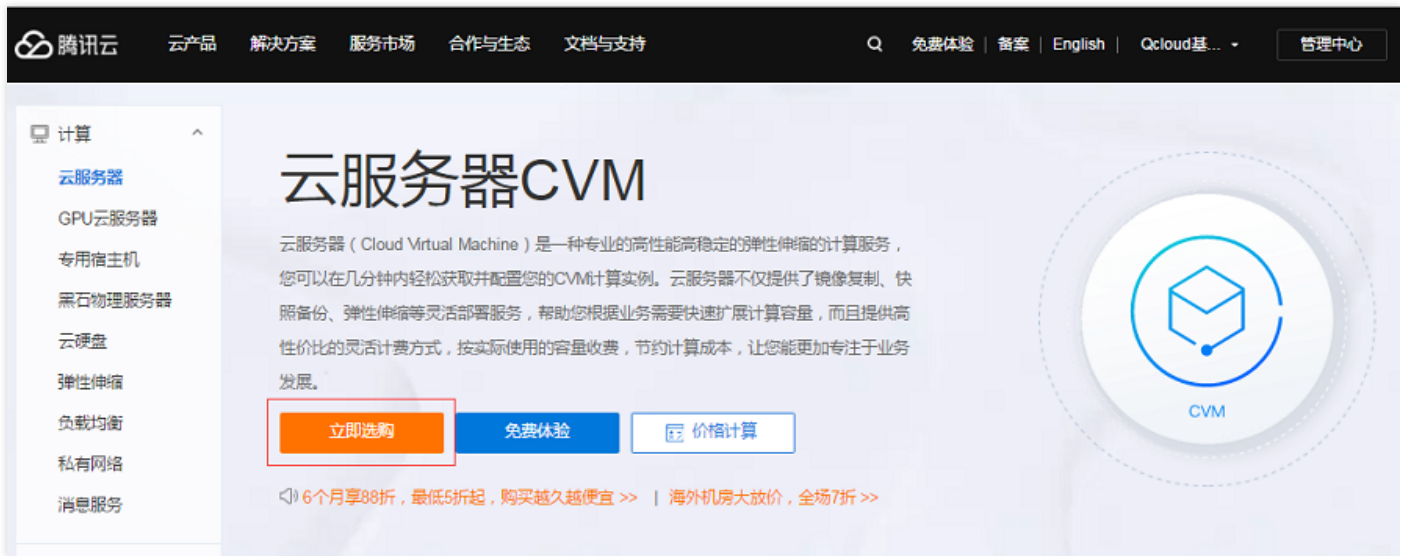 腾讯云 云产品 解决方案 服务市场 合作与生态 文档与支持 免费体验 | 备案 | English | Qcloud基... 管理中心
计算
云服务器
GPU云服务器
专用宿主机
黑石物理服务器
云硬盘
弹性伸缩
负载均衡
私有网络
消息服务
云服务器CVM
云服务器（Cloud Virtual Machine）是一种专业的高性能高稳定的弹性伸缩的计算服务，
您可以在几分钟内轻松获取并配置您的CVM计算实例。云服务器不仅提供了镜像复制、快
照备份、弹性伸缩等灵活部署服务，帮助您根据业务需要快速扩展计算容量，而且提供高
性价比的灵活计费方式，按实际使用的容量收费，节约计算成本，让您能更加专注于业务
发展。
立即选购 免费体验 价格计算
6个月享88折，最低5折起，购买越久越便宜 >> | 海外机房大放价，全场7折 >>
CVM